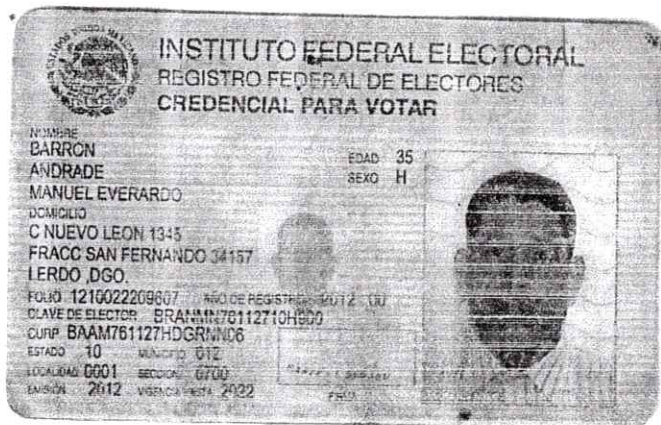 INSTITUTO FEDERAL ELECTORAL
REGISTRO FEDERAL DE ELECTORES
CREDENCIAL PARA VOTAR
NOMBRE
BARRON
ANDRADE
MANUEL EVERARDO
EDAD 35
SEXO H
DOMICILIO
C NUEVO LEON 1345
FRACC SAN FERNANDO 34157
LERDO ,DGO.
FOLIO 1210022209607 AÑO DE REGISTRO 2012 00
CLAVE DE ELECTOR BRANMN76112710H900
CURP BAAM761127HDGRNN06
ESTADO 10 MUNICIPIO 012
LOCALIDAD 0001 SECCION 0700
EMISIÓN 2012 VIGENCIA HASTA 2022